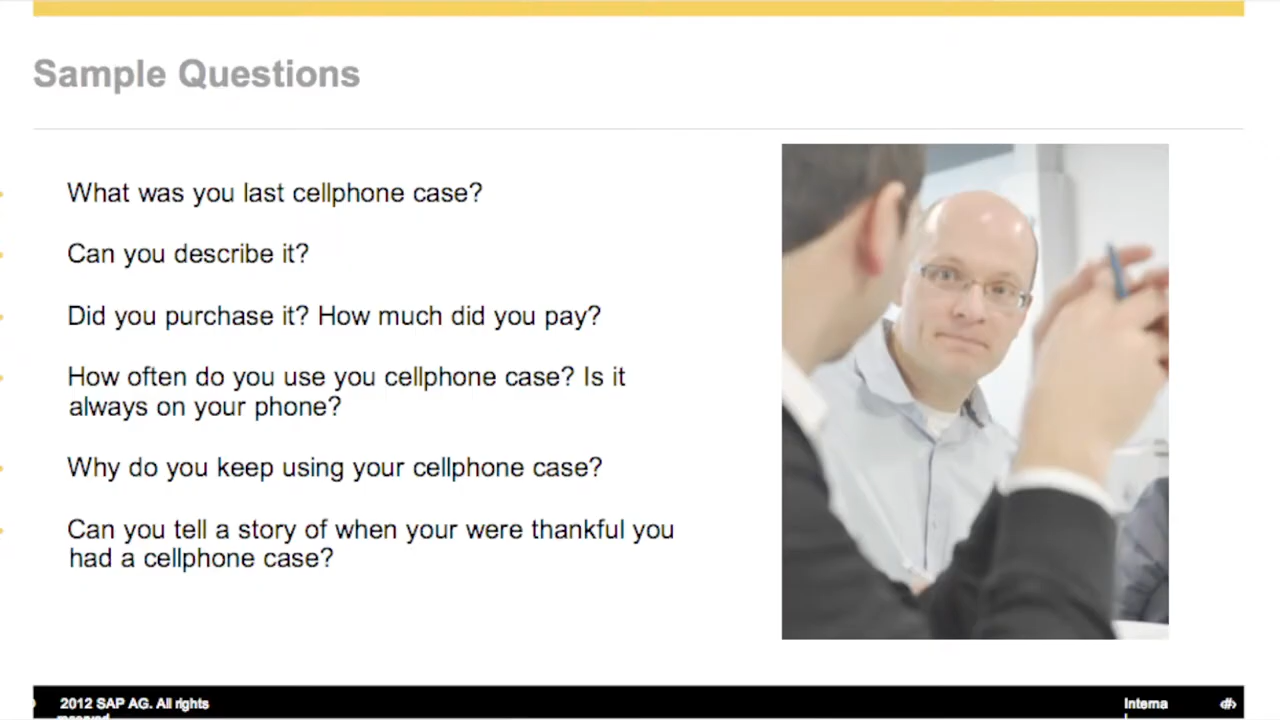 Sample Questions
What was you last cellphone case?
Can you describe it?
Did you purchase it? How much did you pay?
How often do you use you cellphone case? Is it
always on your phone?
Why do you keep using your cellphone case?
Can you tell a story of when your were thankful you
had a cellphone case?
2012 SAP AG. All rights
reserved
Interna
l
‹#›